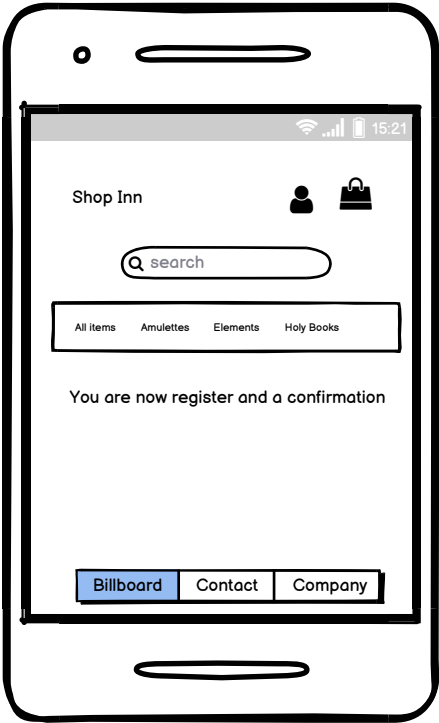 15:21
Shop Inn
search
All items Amulettes Elements Holy Books
You are now register and a confirmation
Billboard Contact Company